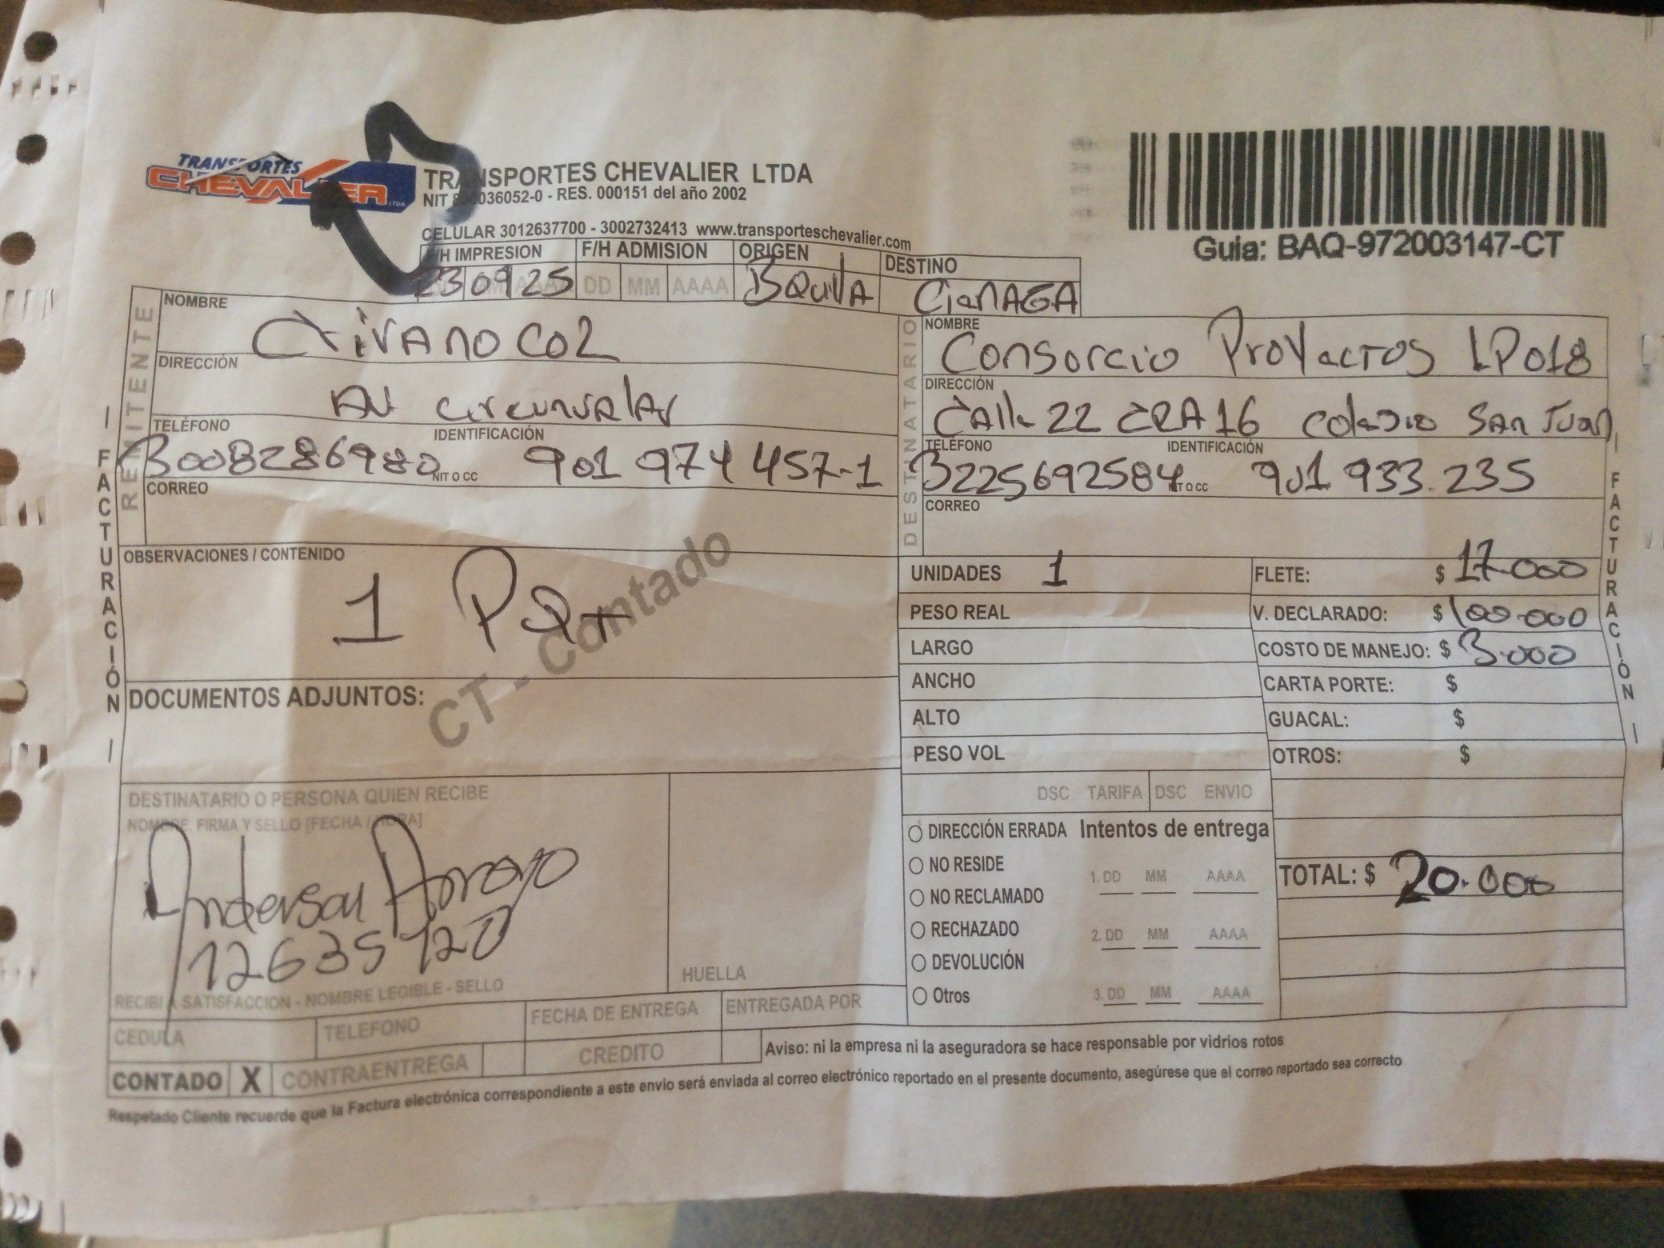 TRANSPORTES
CHEVALIER LTDA
TRANSPORTES CHEVALIER LTDA
NIT 036052-0 - RES. 000151 del año 2002
CELULAR 3012637700 - 3002732413 www.transporteschevalier.com
Guia: BAQ-972003147-CT
F/H IMPRESION F/H ADMISION ORIGEN DESTINO
230925 DD MM AAAA BQuillA CienAGA
REMITENTE
NOMBRE
COL
DIRECCIÓN
AV circunvalar
TELÉFONO IDENTIFICACIÓN
3008286980 NIT O CC 901 974 457-1
CORREO
DESTINATARIO
NOMBRE
Consorcio Proyectos LP018
DIRECCIÓN
Calle 22 CRA 16 Colegio San Juan
TELÉFONO IDENTIFICACIÓN
3225692584 NIT O CC 901 933.235
CORREO
| FACTURACIÓN |
OBSERVACIONES / CONTENIDO
1 PQT
CT - Contado
DOCUMENTOS ADJUNTOS:
UNIDADES 1 FLETE: $ 17.000
PESO REAL V. DECLARADO: $ 100.000
LARGO COSTO DE MANEJO: $ 3.000
ANCHO CARTA PORTE: $
ALTO GUACAL: $
PESO VOL OTROS: $
DSC TARIFA DSC ENVIO
| FACTURACIÓN |
DESTINATARIO O PERSONA QUIEN RECIBE
NOMBRE FIRMA Y SELLO [FECHA / HORA]
Anderson Arroyo
12635120
HUELLA
RECIBI A SATISFACCION - NOMBRE LEGIBLE - SELLO
DIRECCIÓN ERRADA Intentos de entrega
NO RESIDE 1. DD MM AAAA
NO RECLAMADO
RECHAZADO 2. DD MM AAAA
DEVOLUCIÓN
Otros 3. DD MM AAAA
TOTAL: $ 20.000
CEDULA TELEFONO FECHA DE ENTREGA ENTREGADA POR
CONTADO X CONTRAENTREGA CREDITO
Aviso: ni la empresa ni la aseguradora se hace responsable por vidrios rotos
Respetado Cliente recuerde que la Factura electrónica correspondiente a este envio será enviada al correo electrónico reportado en el presente documento, asegúrese que el correo reportado sea correcto